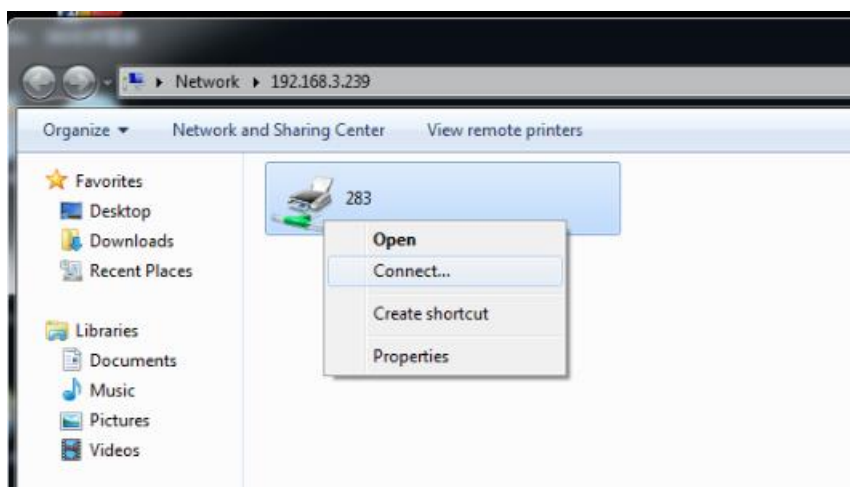 Network 192.168.3.239
Organize Network and Sharing Center View remote printers
Favorites
Desktop
Downloads
Recent Places
Libraries
Documents
Music
Pictures
Videos
283
Open
Connect...
Create shortcut
Properties